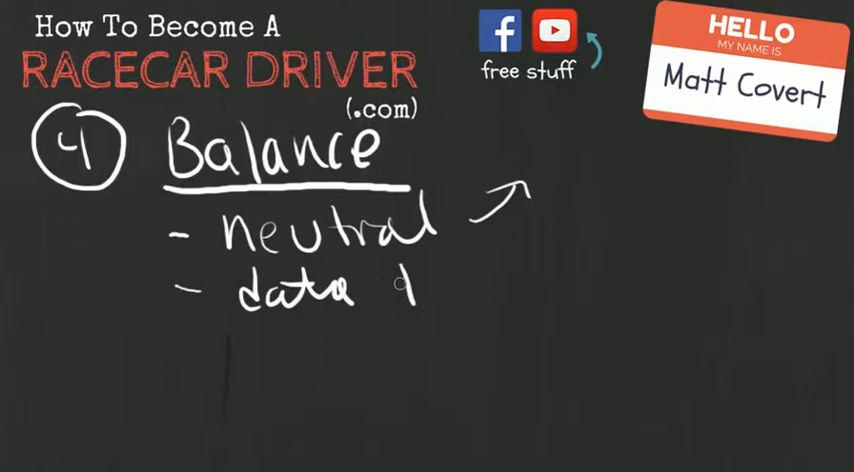 How To Become A
RACECAR DRIVER
(.com)
free stuff
HELLO
MY NAME IS
Matt Covert
4 Balance
- neutral
- data